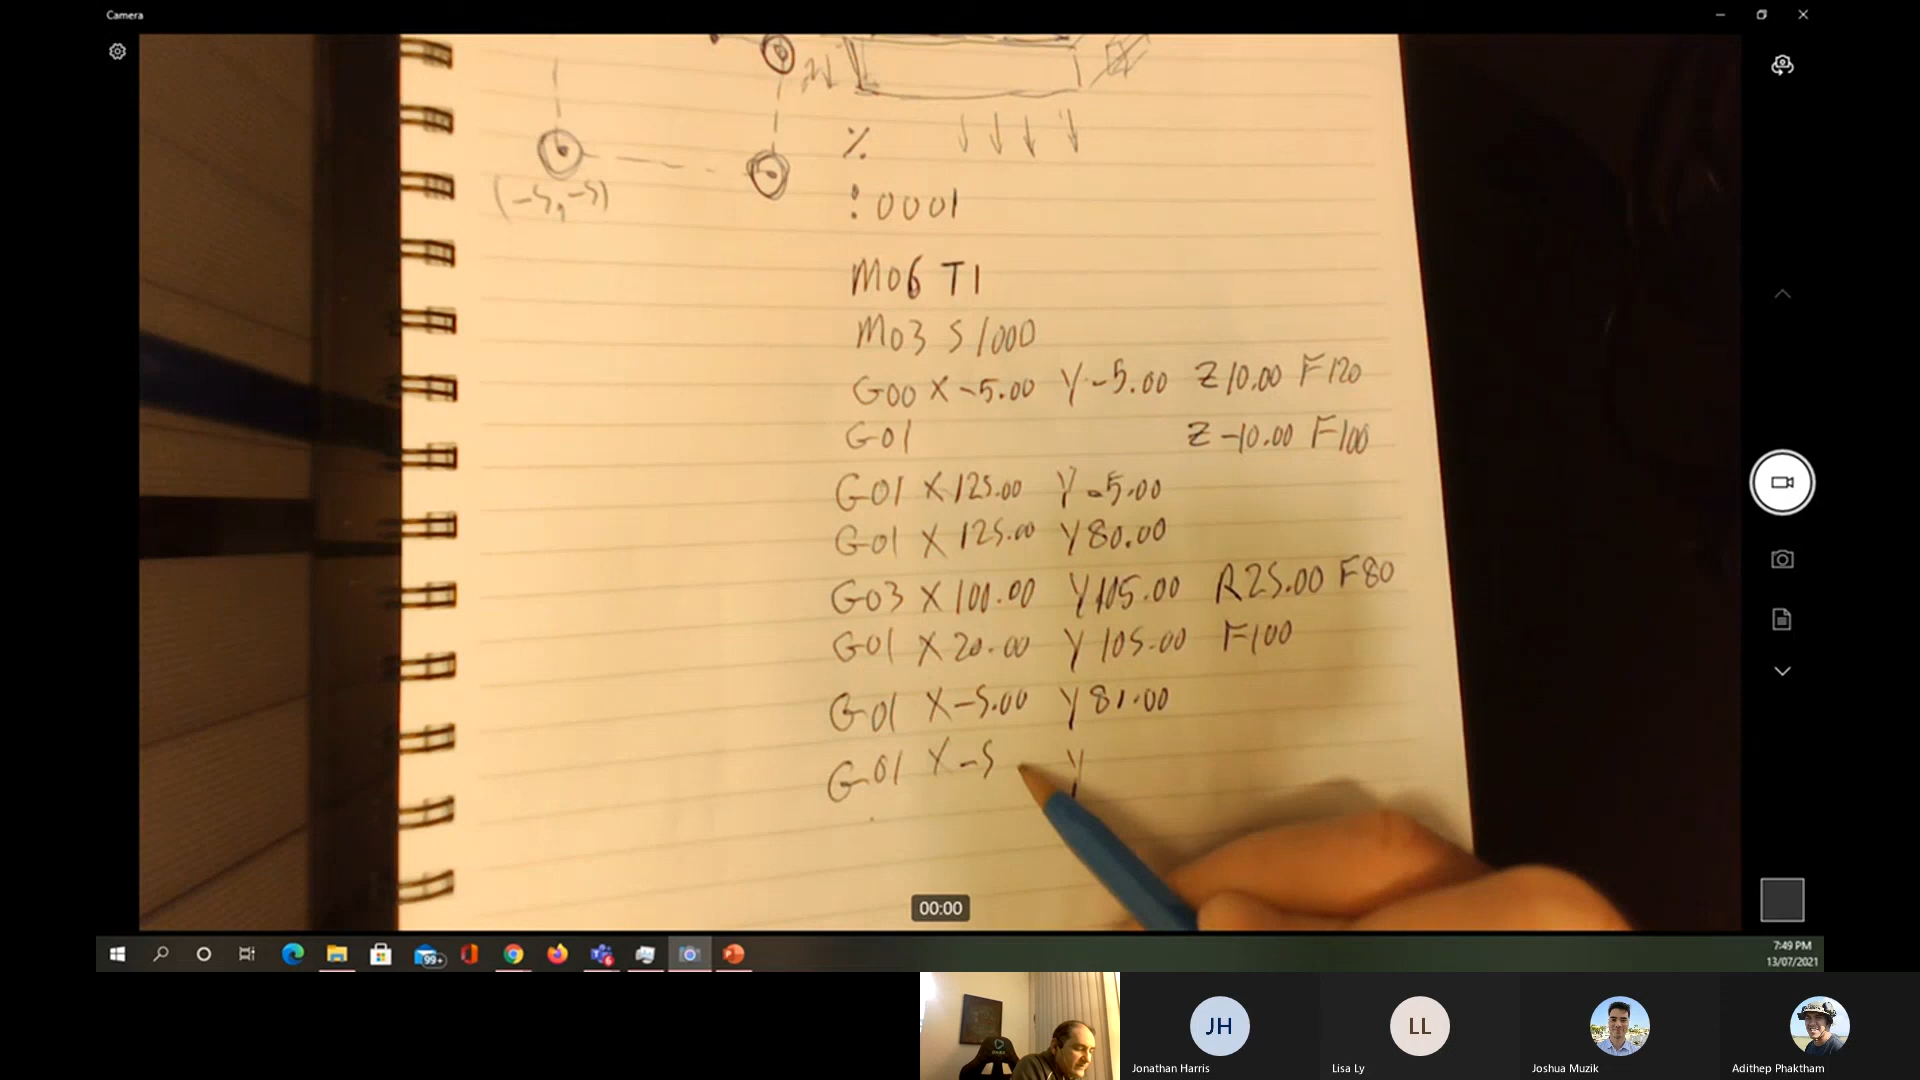 Camera
%
(-5,-5)
:0001
M06 T1
M03 S1000
G00 X-5.00 Y-5.00 Z10.00 F120
G01 Z-10.00 F100
G01 X125.00 Y-5.00
G01 X125.00 Y80.00
G03 X100.00 Y105.00 R25.00 F80
G01 X20.00 Y105.00 F100
G01 X-5.00 Y81.00
G01 X-5 Y
00:00
99+
7:49 PM
13/07/2021
JH
LL
Jonathan Harris
Lisa Ly
Joshua Muzik
Adithep Phaktham